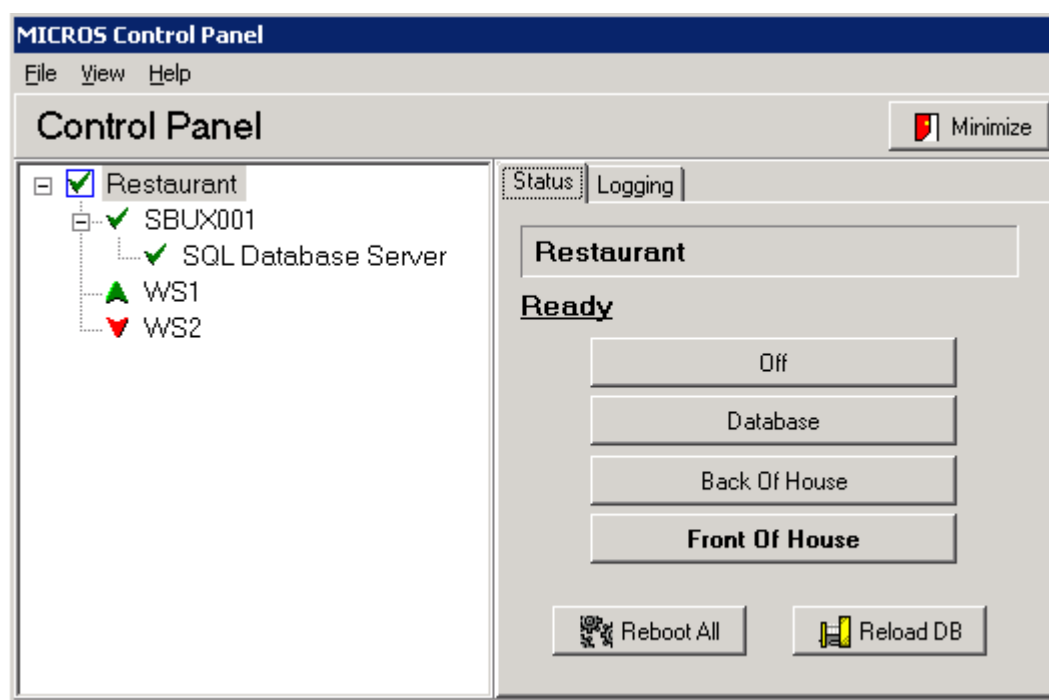 MICROS Control Panel
File View Help
Control Panel
Minimize
Restaurant
SBUX001
SQL Database Server
WS1
WS2
Status Logging
Restaurant
Ready
Off
Database
Back Of House
Front Of House
Reboot All Reload DB